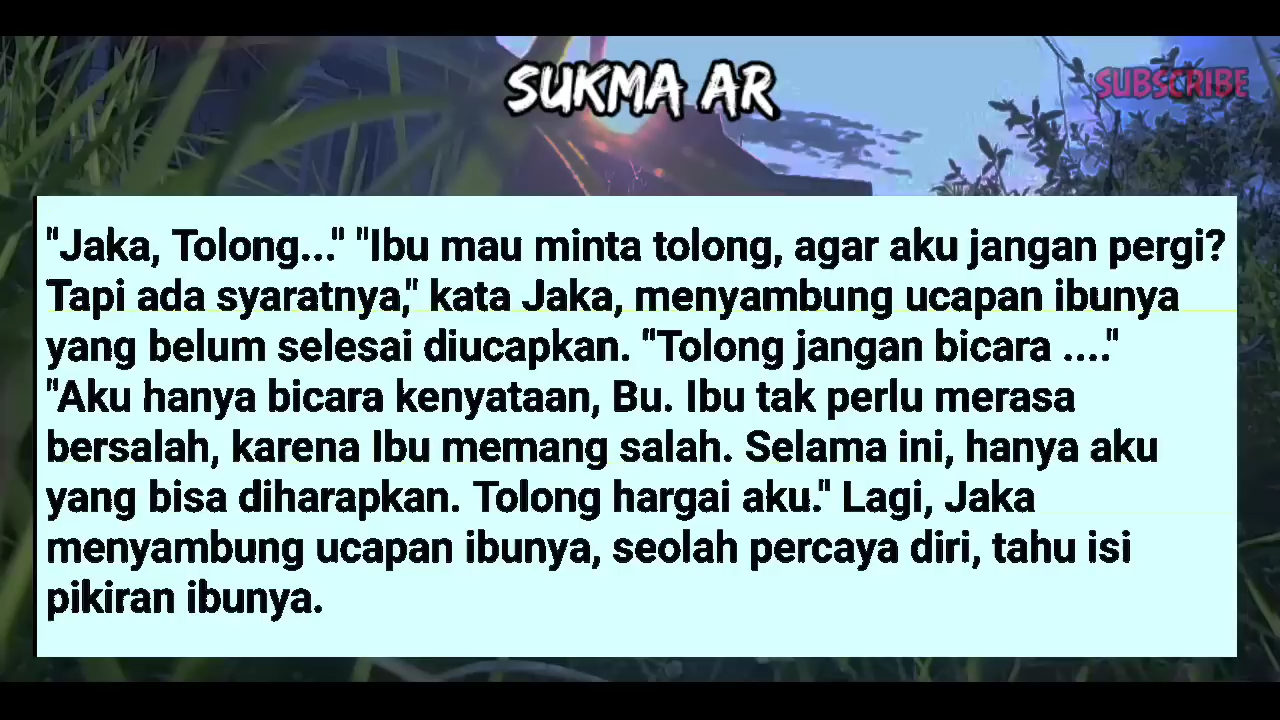 SUKMA AR
SUBSCRIBE
"Jaka, Tolong..." "Ibu mau minta tolong, agar aku jangan pergi?
Tapi ada syaratnya," kata Jaka, menyambung ucapan ibunya
yang belum selesai diucapkan. "Tolong jangan bicara ...."
"Aku hanya bicara kenyataan, Bu. Ibu tak perlu merasa
bersalah, karena Ibu memang salah. Selama ini, hanya aku
yang bisa diharapkan. Tolong hargai aku." Lagi, Jaka
menyambung ucapan ibunya, seolah percaya diri, tahu isi
pikiran ibunya.